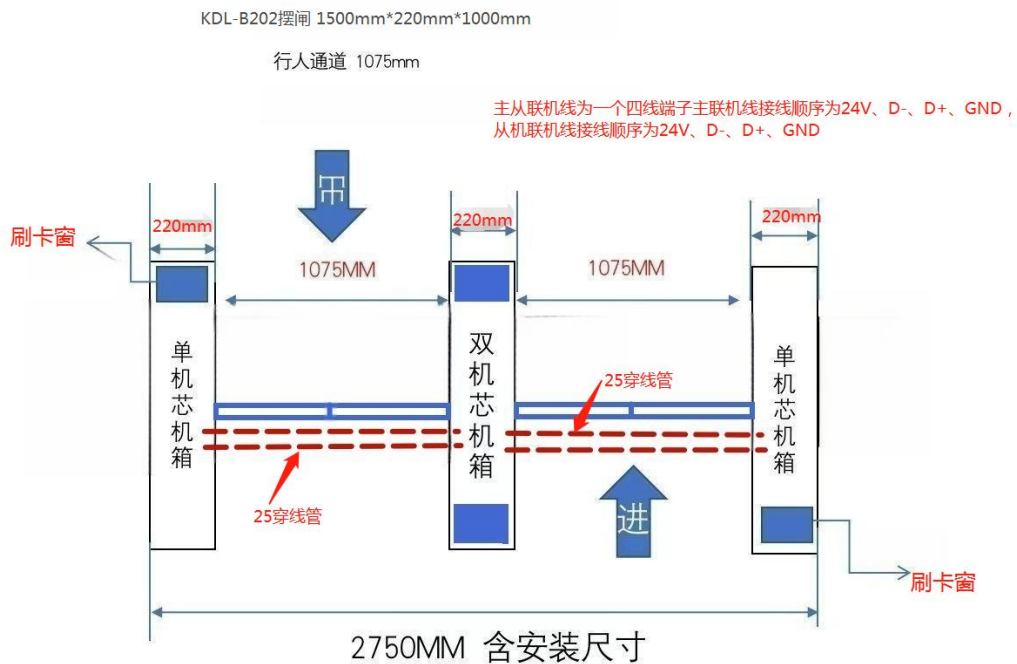 KDL-B202摆闸 1500mm*220mm*1000mm
行人通道 1075mm
主从联机线为一个四线端子主联机线接线顺序为24V、D-、D+、GND，
从机联机线接线顺序为24V、D-、D+、GND
220mm
220mm
220mm
刷卡窗
1075MM
1075MM
单机芯机箱
双机芯机箱
单机芯机箱
25穿线管
25穿线管
进
刷卡窗
2750MM 含安装尺寸